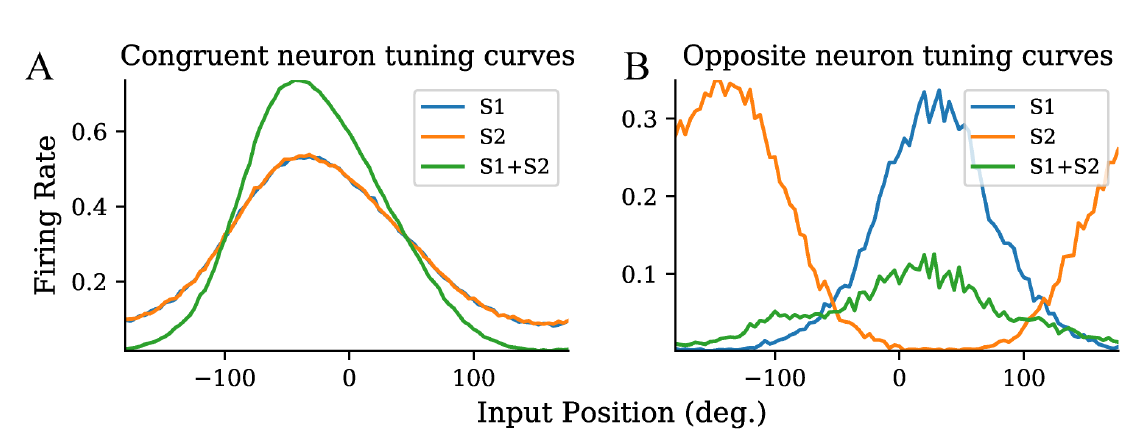 A
Congruent neuron tuning curves
S1
S2
S1+S2
Firing Rate
0.6
0.4
0.2
−100
0
100
B
Opposite neuron tuning curves
S1
S2
S1+S2
0.3
0.2
0.1
−100
0
100
Input Position (deg.)